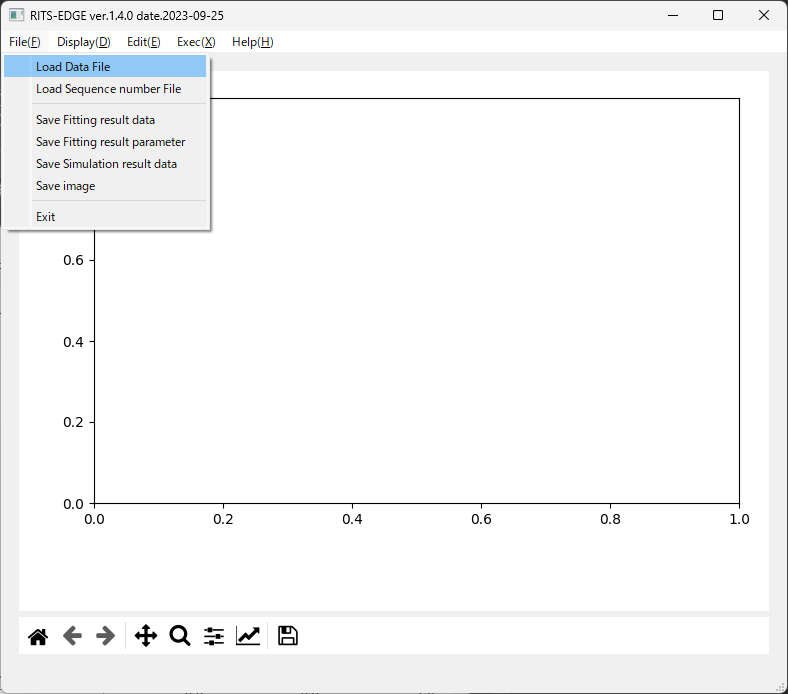 RITS-EDGE ver.1.4.0 date.2023-09-25
File(F) Display(D) Edit(E) Exec(X) Help(H)
Load Data File
Load Sequence number File
Save Fitting result data
Save Fitting result parameter
Save Simulation result data
Save image
Exit
0.6
0.4
0.2
0.0
0.0 0.2 0.4 0.6 0.8 1.0